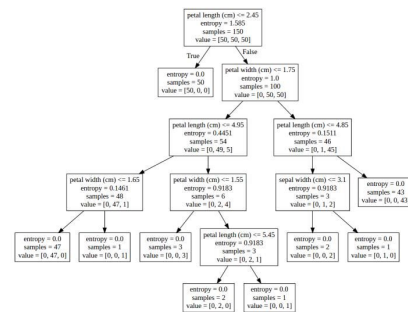 petal length (cm) <= 2.45
entropy = 1.585
samples = 150
value = [50, 50, 50]
True
False
entropy = 0.0
samples = 50
value = [50, 0, 0]
petal width (cm) <= 1.75
entropy = 1.0
samples = 100
value = [0, 50, 50]
petal length (cm) <= 4.95
entropy = 0.4451
samples = 54
value = [0, 49, 5]
petal length (cm) <= 4.85
entropy = 0.1511
samples = 46
value = [0, 1, 45]
petal width (cm) <= 1.65
entropy = 0.1461
samples = 48
value = [0, 47, 1]
petal width (cm) <= 1.55
entropy = 0.9183
samples = 6
value = [0, 2, 4]
sepal width (cm) <= 3.1
entropy = 0.9183
samples = 3
value = [0, 1, 2]
entropy = 0.0
samples = 43
value = [0, 0, 43]
entropy = 0.0
samples = 47
value = [0, 47, 0]
entropy = 0.0
samples = 1
value = [0, 0, 1]
entropy = 0.0
samples = 3
value = [0, 0, 3]
petal length (cm) <= 5.45
entropy = 0.9183
samples = 3
value = [0, 2, 1]
entropy = 0.0
samples = 2
value = [0, 0, 2]
entropy = 0.0
samples = 1
value = [0, 1, 0]
entropy = 0.0
samples = 2
value = [0, 2, 0]
entropy = 0.0
samples = 1
value = [0, 0, 1]